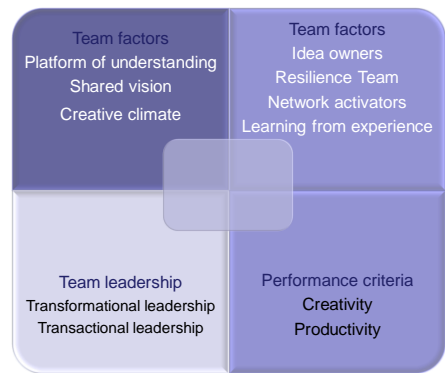 Team factors
Platform of understanding
Shared vision
Creative climate
Team factors
Idea owners
Resilience Team
Network activators
Learning from experience
Team leadership
Transformational leadership
Transactional leadership
Performance criteria
Creativity
Productivity